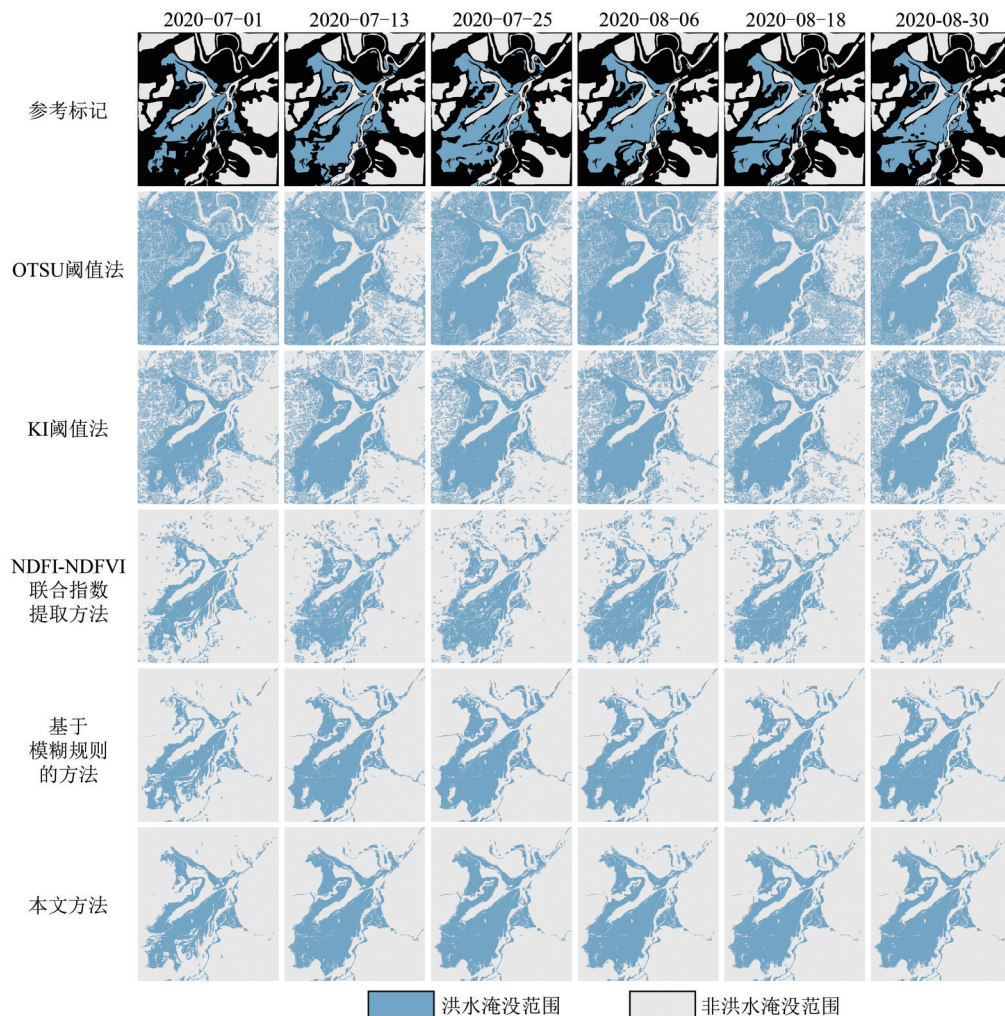 2020-07-01 2020-07-13 2020-07-25 2020-08-06 2020-08-18 2020-08-30
参考标记
OTSU阈值法
KI阈值法
NDFI-NDFVI
联合指数
提取方法
基于
模糊规则
的方法
本文方法
洪水淹没范围 非洪水淹没范围